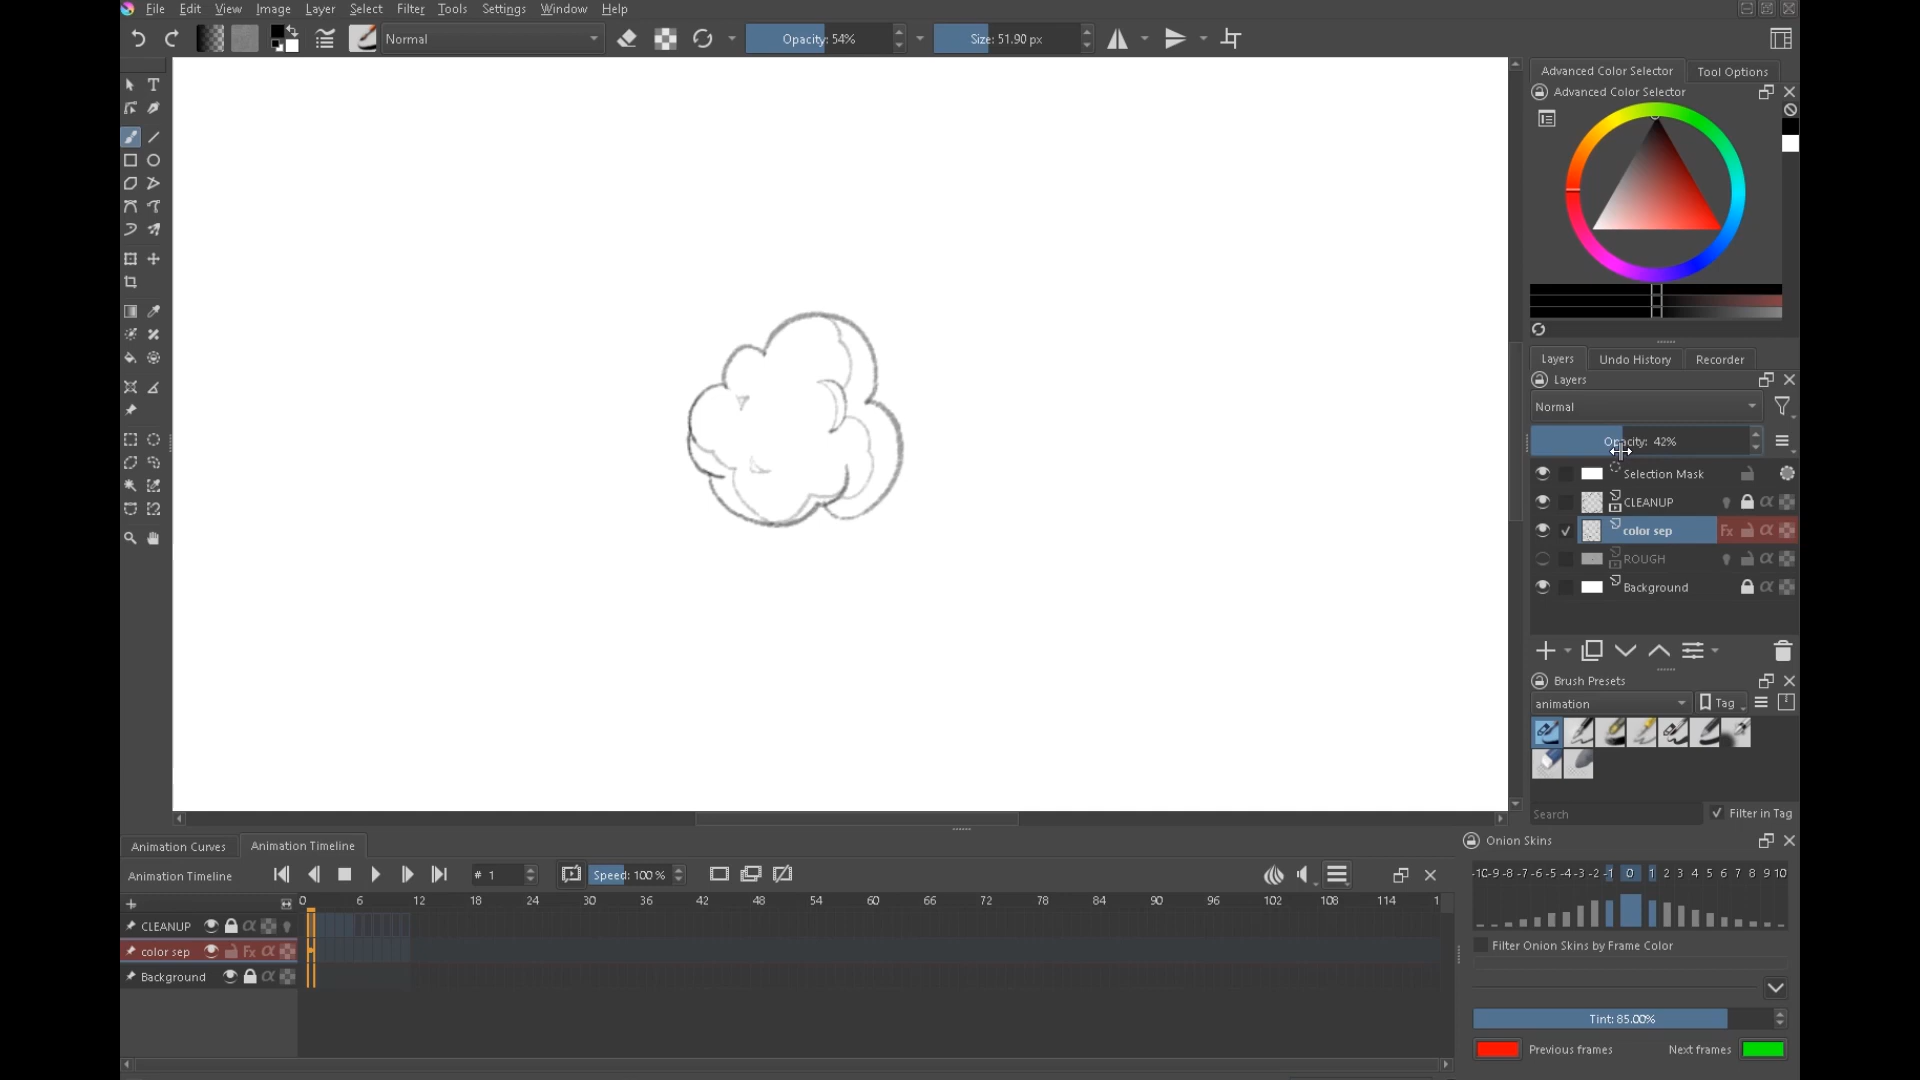 File Edit View Image Layer Select Filter Tools Settings Window Help
Normal Opacity: 54% Size: 51.90 px
Advanced Color Selector Tool Options
Advanced Color Selector
Layers Undo History Recorder
Layers
Normal
Opacity: 42%
Selection Mask
CLEANUP
color sep Fx
ROUGH
Background
Brush Presets
animation Tag
Search Filter in Tag
Animation Curves Animation Timeline
Animation Timeline # 1 Speed: 100 %
0 6 12 18 24 30 36 42 48 54 60 66 72 78 84 90 96 102 108 114 1
CLEANUP
color sep Fx
Background
Onion Skins
-10-9 -8 -7 -6 -5 -4 -3 -2 -1 0 1 2 3 4 5 6 7 8 9 10
Filter Onion Skins by Frame Color
Tint: 85.00%
Previous frames Next frames